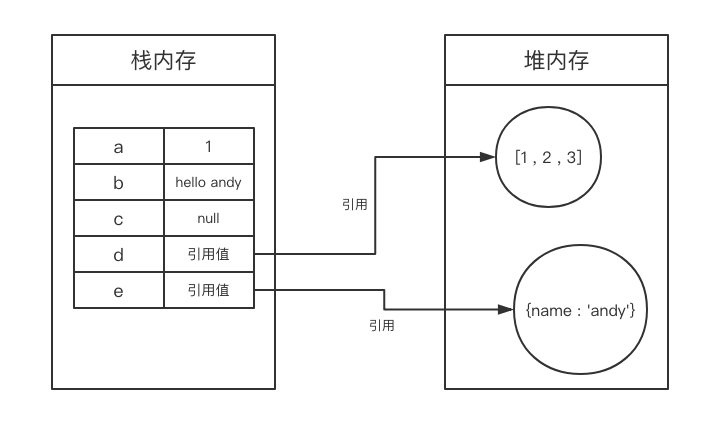 栈内存
堆内存
a 1
b hello andy
c null
d 引用值
e 引用值
引用
引用
[1 , 2 , 3]
{name : 'andy'}